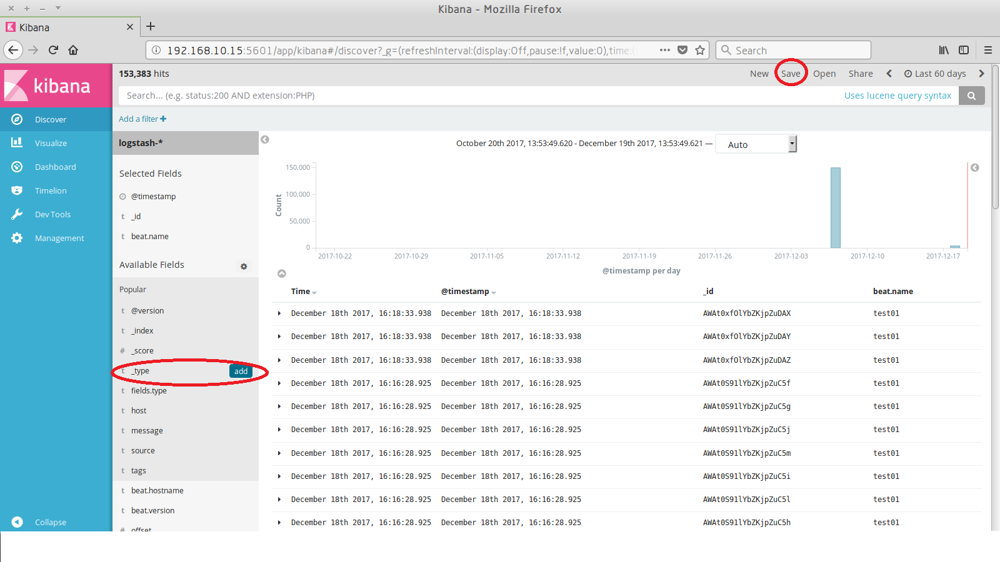 Kibana - Mozilla Firefox
Kibana
192.168.10.15:5601/app/kibana#/discover?_g=(refreshInterval:(display:Off,pause:!f,value:0),time:(
Search
kibana
153,383 hits
New Save Open Share Last 60 days
Search... (e.g. status:200 AND extension:PHP) Uses lucene query syntax
Add a filter
Discover
Visualize
Dashboard
Timelion
Dev Tools
Management
Collapse
logstash-*
Selected Fields
@timestamp
t _id
t beat.name
Available Fields
Popular
t @version
t _index
# _score
t _type add
t fields.type
t host
t message
t source
t tags
t beat.hostname
t beat.version
# offset
October 20th 2017, 13:53:49.620 - December 19th 2017, 13:53:49.621 — Auto
Count
150,000
100,000
50,000
0
2017-10-22 2017-10-29 2017-11-05 2017-11-12 2017-11-19 2017-11-26 2017-12-03 2017-12-10 2017-12-17
@timestamp per day
Time @timestamp _id beat.name
December 18th 2017, 16:18:33.938 December 18th 2017, 16:18:33.938 AWAt0xfOlYbZKjpZuDAX test01
December 18th 2017, 16:18:33.938 December 18th 2017, 16:18:33.938 AWAt0xfOlYbZKjpZuDAY test01
December 18th 2017, 16:18:33.938 December 18th 2017, 16:18:33.938 AWAt0xfOlYbZKjpZuDAZ test01
December 18th 2017, 16:16:28.925 December 18th 2017, 16:16:28.925 AWAt0S91lYbZKjpZuC5f test01
December 18th 2017, 16:16:28.925 December 18th 2017, 16:16:28.925 AWAt0S91lYbZKjpZuC5g test01
December 18th 2017, 16:16:28.925 December 18th 2017, 16:16:28.925 AWAt0S91lYbZKjpZuC5j test01
December 18th 2017, 16:16:28.925 December 18th 2017, 16:16:28.925 AWAt0S91lYbZKjpZuC5m test01
December 18th 2017, 16:16:28.925 December 18th 2017, 16:16:28.925 AWAt0S91lYbZKjpZuC5i test01
December 18th 2017, 16:16:28.925 December 18th 2017, 16:16:28.925 AWAt0S91lYbZKjpZuC5l test01
December 18th 2017, 16:16:28.925 December 18th 2017, 16:16:28.925 AWAt0S91lYbZKjpZuC5h test01